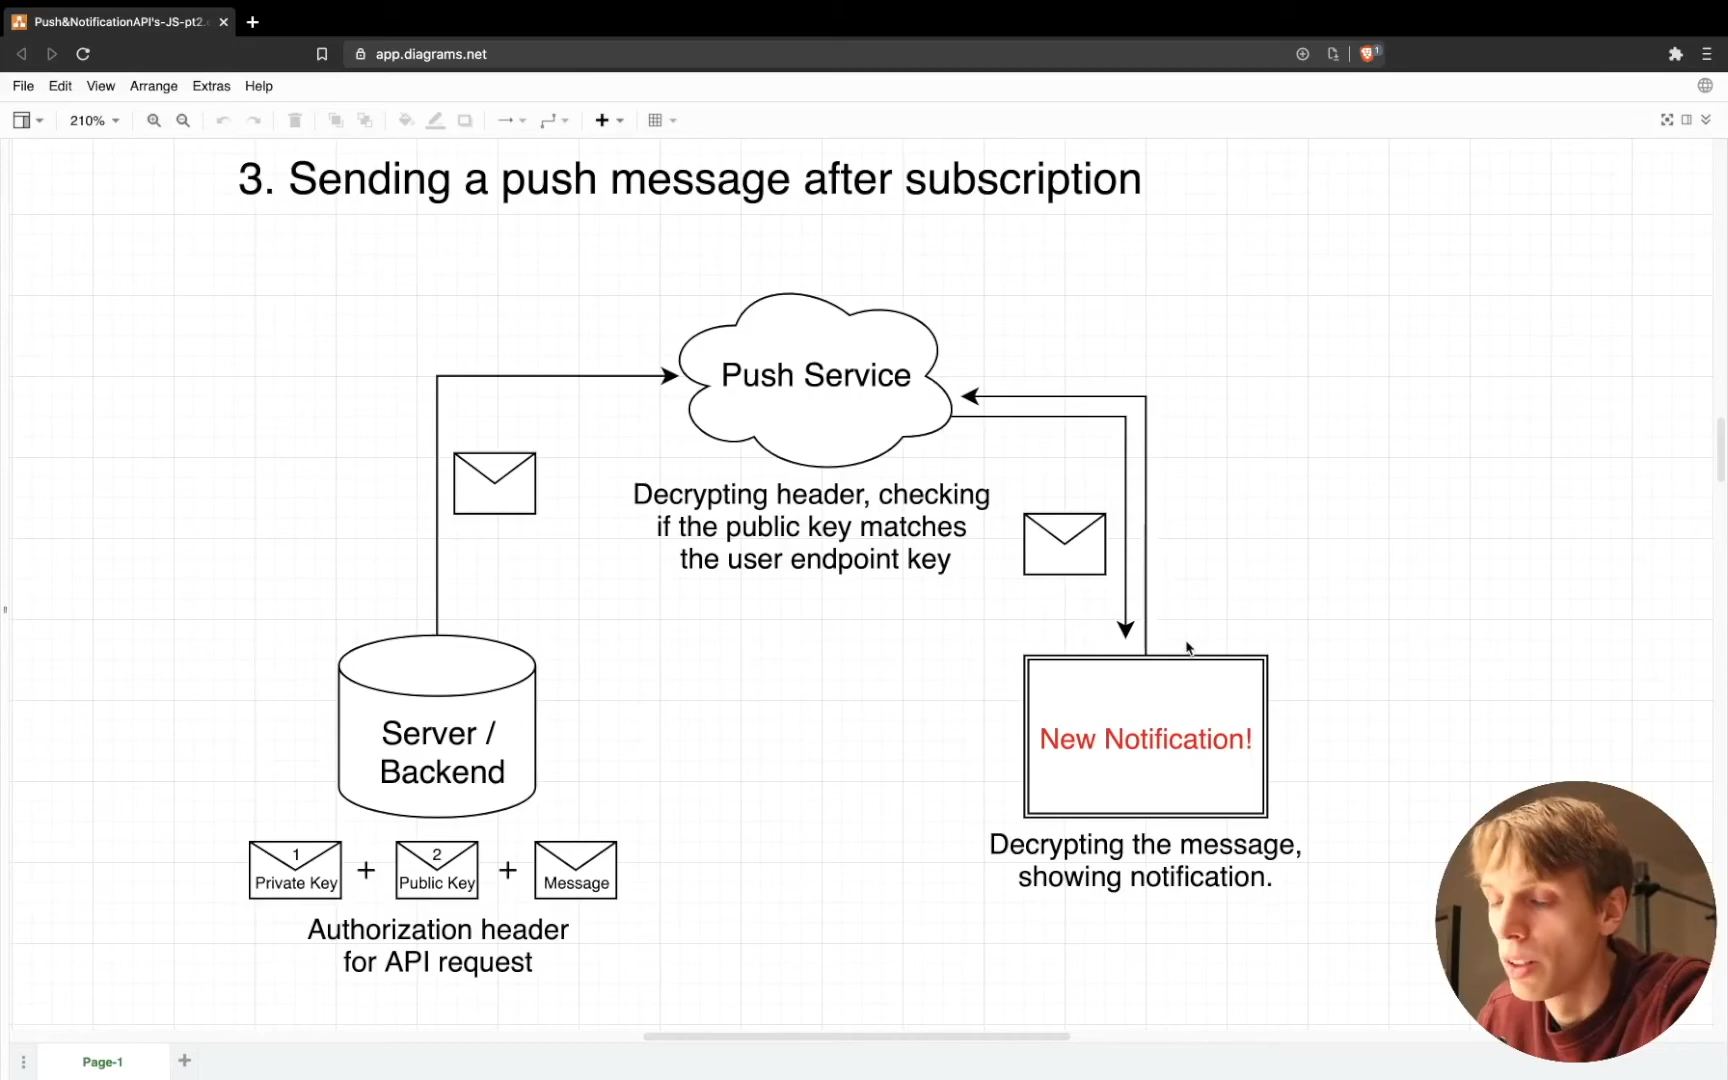 Push&NotificationAPI's-JS-pt2.
app.diagrams.net
1
File Edit View Arrange Extras Help
210%
3. Sending a push message after subscription
Push Service
Decrypting header, checking
if the public key matches
the user endpoint key
Server /
Backend
New Notification!
Decrypting the message,
showing notification.
1
Private Key
+
2
Public Key
+
Message
Authorization header
for API request
Page-1